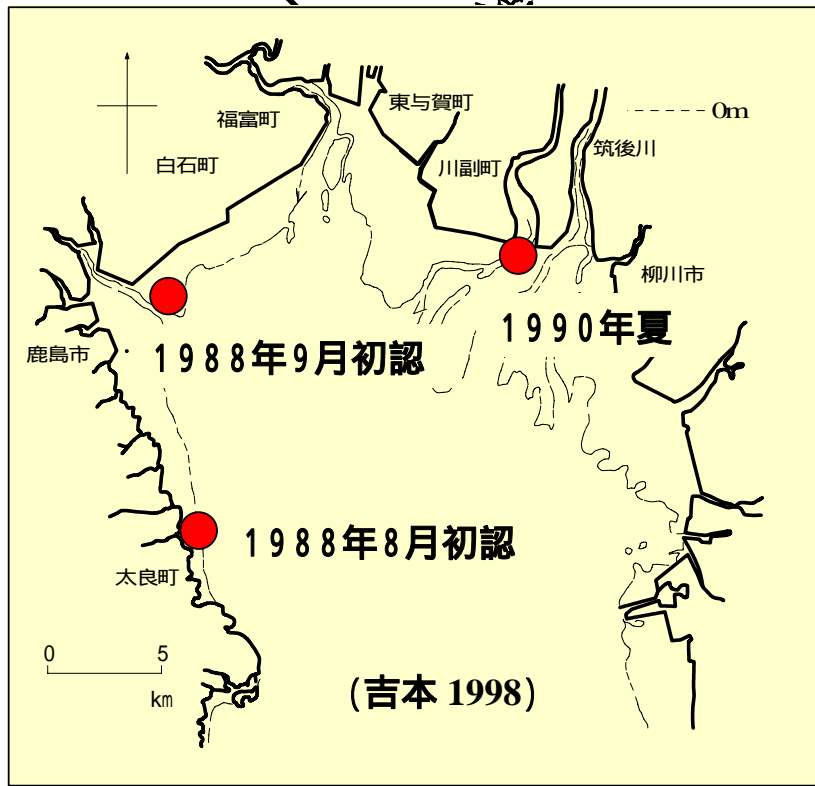 東与賀町
0m
福富町
筑後川
白石町
川副町
柳川市
1990年夏
鹿島市
1988年9月初認
1988年8月初認
太良町
0 5
km
(吉本 1998)